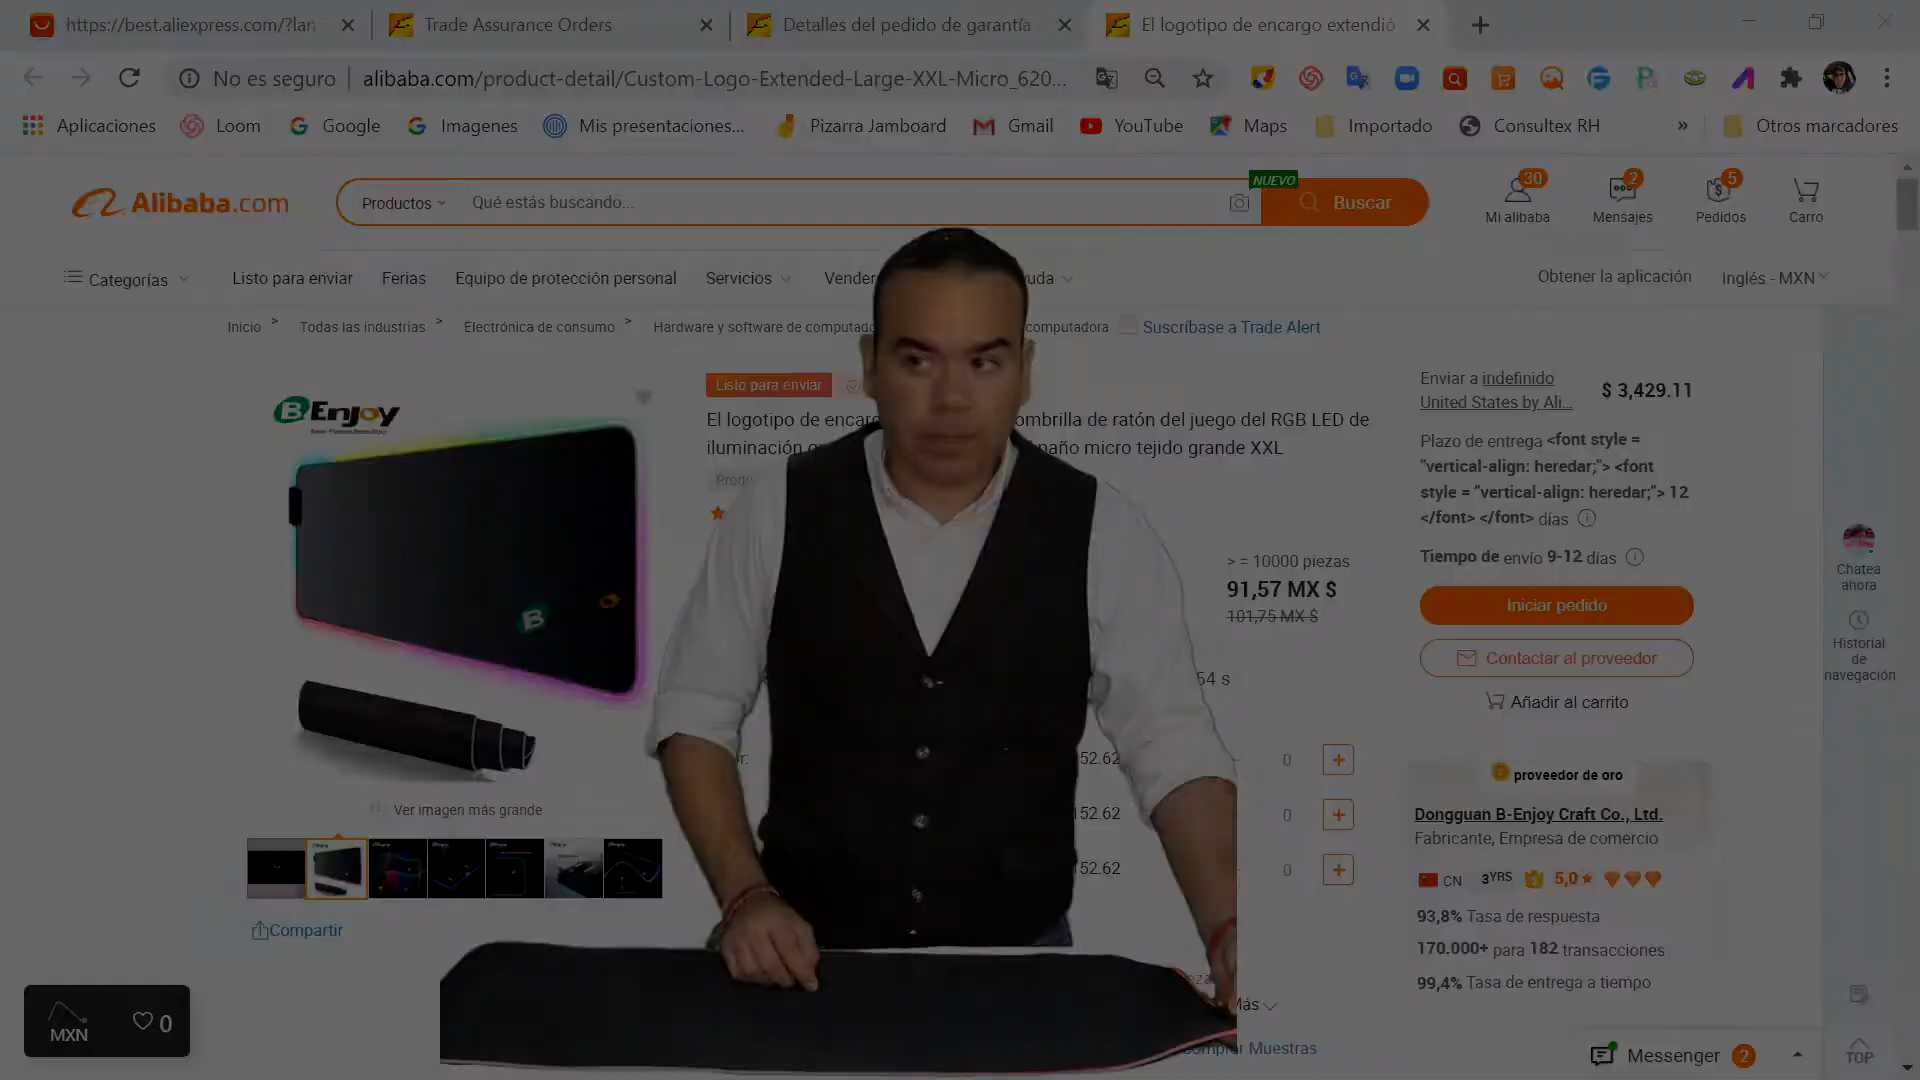 https://best.aliexpress.com/?lan
Trade Assurance Orders
Detalles del pedido de garantía
El logotipo de encargo extendió
No es seguro
alibaba.com/product-detail/Custom-Logo-Extended-Large-XXL-Micro_620...
Aplicaciones
Loom
Google
Imagenes
Mis presentaciones...
Pizarra Jamboard
Gmail
YouTube
Maps
Importado
Consultex RH
»
Otros marcadores
Alibaba.com
Productos
Qué estás buscando...
NUEVO
Buscar
30
Mi alibaba
2
Mensajes
5
Pedidos
Carro
Categorías
Listo para enviar
Ferias
Equipo de protección personal
Servicios
Obtener la aplicación
Inglés - MXN
Inicio >
Todas las industrias >
Electrónica de consumo >
Hardware y software de
computadora
Suscríbase a Trade Alert
Listo para enviar
El logotipo de
ratón del juego del RGB LED de
iluminación
paño micro tejido grande XXL
BEnjoy
B
Ver imagen más grande
Compartir
> = 10000 piezas
91,57 MX $
101,75 MX $
54 s
52.62
0
+
52.62
0
+
52.62
0
+
Más
Muestras
Enviar a indefinido
United States by Ali...
$ 3,429.11
Plazo de entrega <font style =
"vertical-align: heredar;"> <font
style = "vertical-align: heredar;"> 12
</font> </font> días
Tiempo de envío 9-12 días
Iniciar pedido
Contactar al proveedor
Añadir al carrito
proveedor de oro
Dongguan B-Enjoy Craft Co., Ltd.
Fabricante, Empresa de comercio
CN
3YRS
5,0
93,8% Tasa de respuesta
170.000+ para 182 transacciones
99,4% Tasa de entrega a tiempo
Chatea
ahora
Historial
de
navegación
MXN
0
Messenger 2
TOP